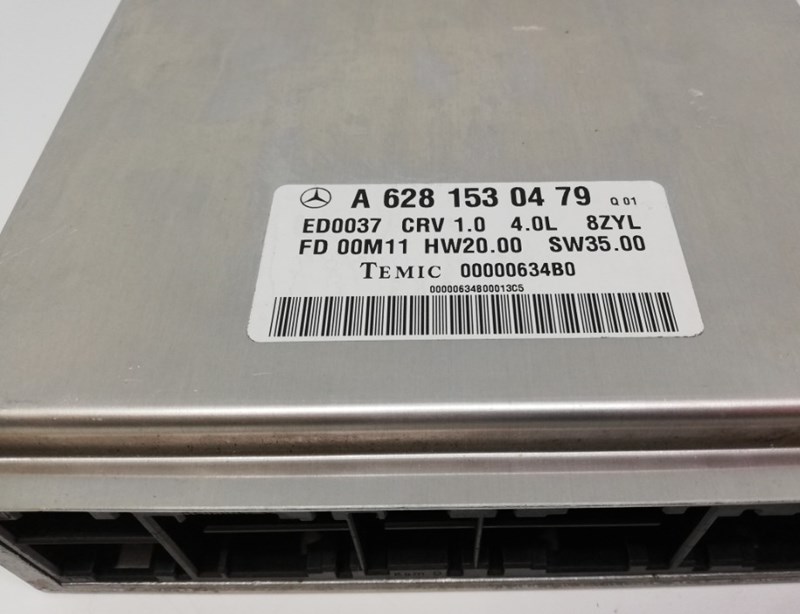 A 628 153 04 79 Q 01
ED0037 CRV 1.0 4.0L 8ZYL
FD 00M11 HW20.00 SW35.00
TEMIC 00000634B0
00000634B00013C5